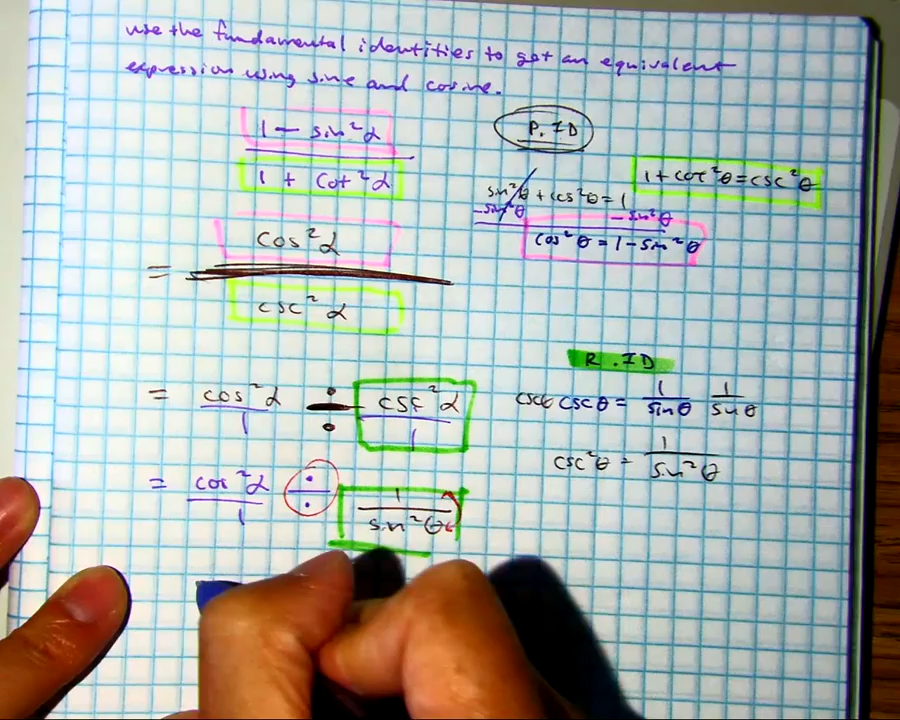 use the fundamental identities to get an equivalent
expression using sine and cosine.
1 - sin²α
1 + cot²α
P. ID
1 + cot²θ = csc²θ
sin²θ + cos²θ = 1
-sin²θ -sin²θ
cos²θ = 1 - sin²θ
= cos²α
csc²α
R. ID
= cos²α / 1 ÷ csc²α / 1
cscθ cscθ = 1/sinθ 1/sinθ
csc²θ = 1/sin²θ
= cos²α / 1 ÷ 1/sin²θ